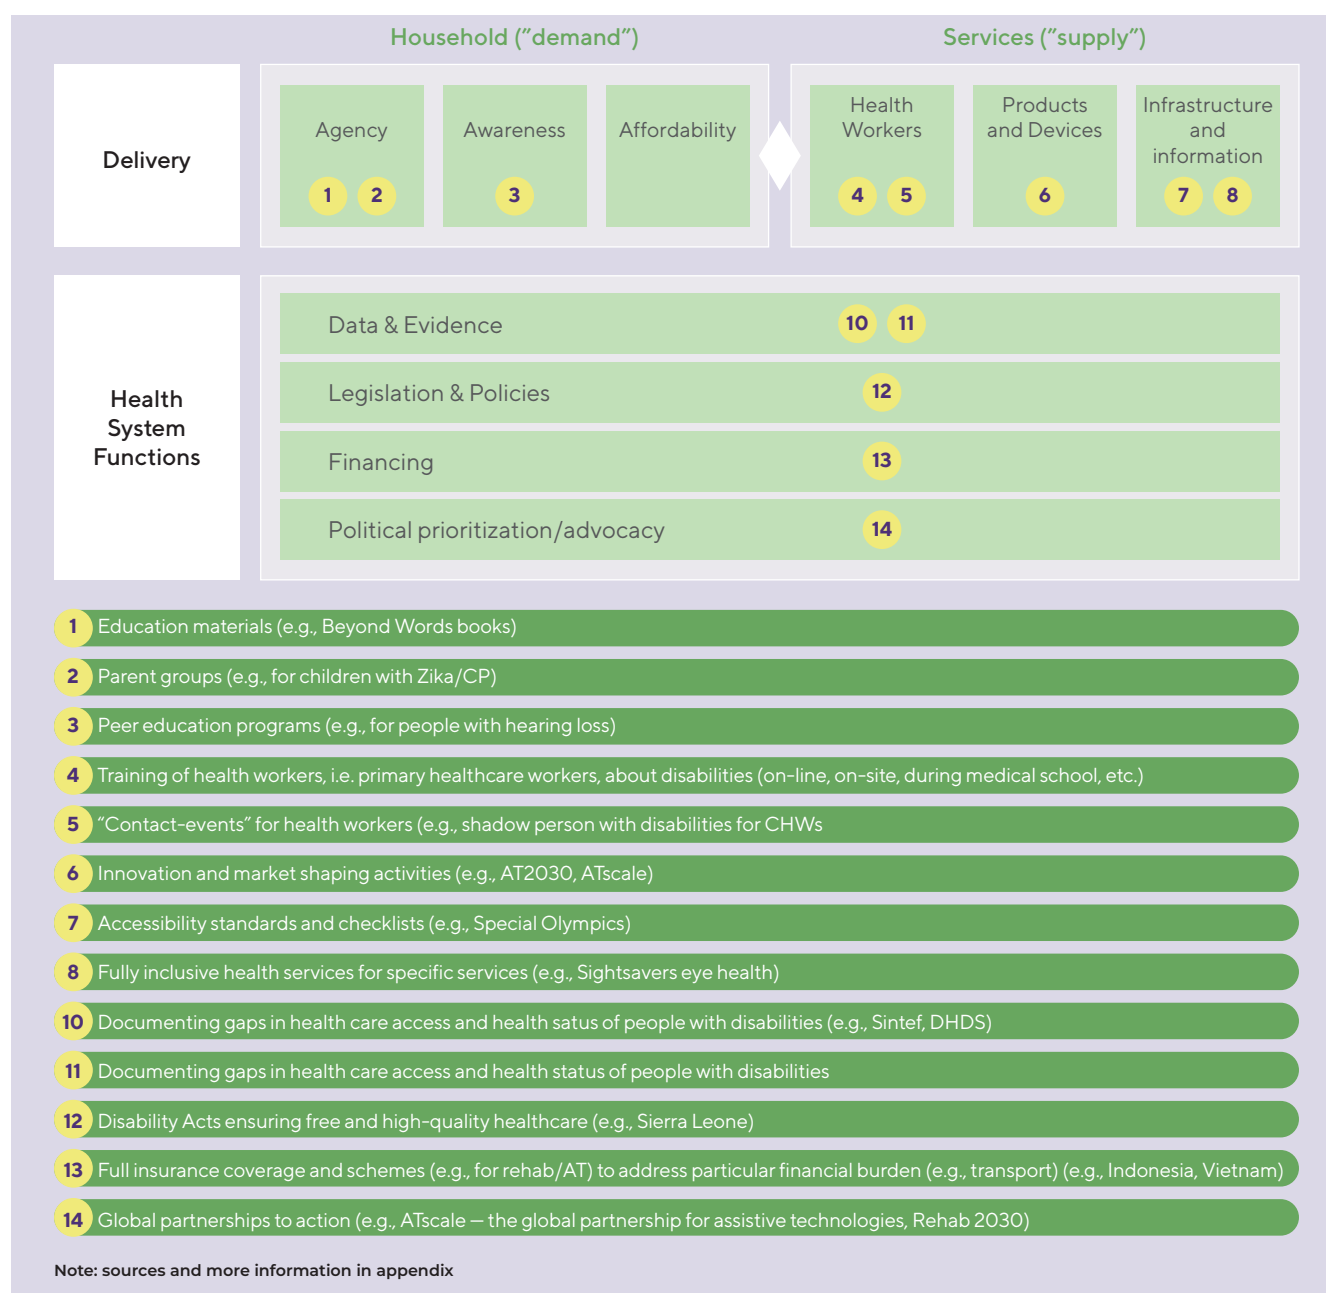 Household (”demand”)
Services (”supply”)
Delivery
Agency
1 2
Awareness
3
Affordability
Health
Workers
4 5
Products
and Devices
6
Infrastructure
and
information
7 8
Health
System
Functions
Data & Evidence
10 11
Legislation & Policies
12
Financing
13
Political prioritization/advocacy
14
1 Education materials (e.g., Beyond Words books)
2 Parent groups (e.g., for children with Zika/CP)
3 Peer education programs (e.g., for people with hearing loss)
4 Training of health workers, i.e. primary healthcare workers, about disabilities (on-line, on-site, during medical school, etc.)
5 “Contact-events” for health workers (e.g., shadow person with disabilities for CHWs
6 Innovation and market shaping activities (e.g., AT2030, ATscale)
7 Accessibility standards and checklists (e.g., Special Olympics)
8 Fully inclusive health services for specific services (e.g., Sightsavers eye health)
10 Documenting gaps in health care access and health satus of people with disabilities (e.g., Sintef, DHDS)
11 Documenting gaps in health care access and health status of people with disabilities
12 Disability Acts ensuring free and high-quality healthcare (e.g., Sierra Leone)
13 Full insurance coverage and schemes (e.g., for rehab/AT) to address particular financial burden (e.g., transport) (e.g., Indonesia, Vietnam)
14 Global partnerships to action (e.g., ATscale — the global partnership for assistive technologies, Rehab 2030)
Note: sources and more information in appendix